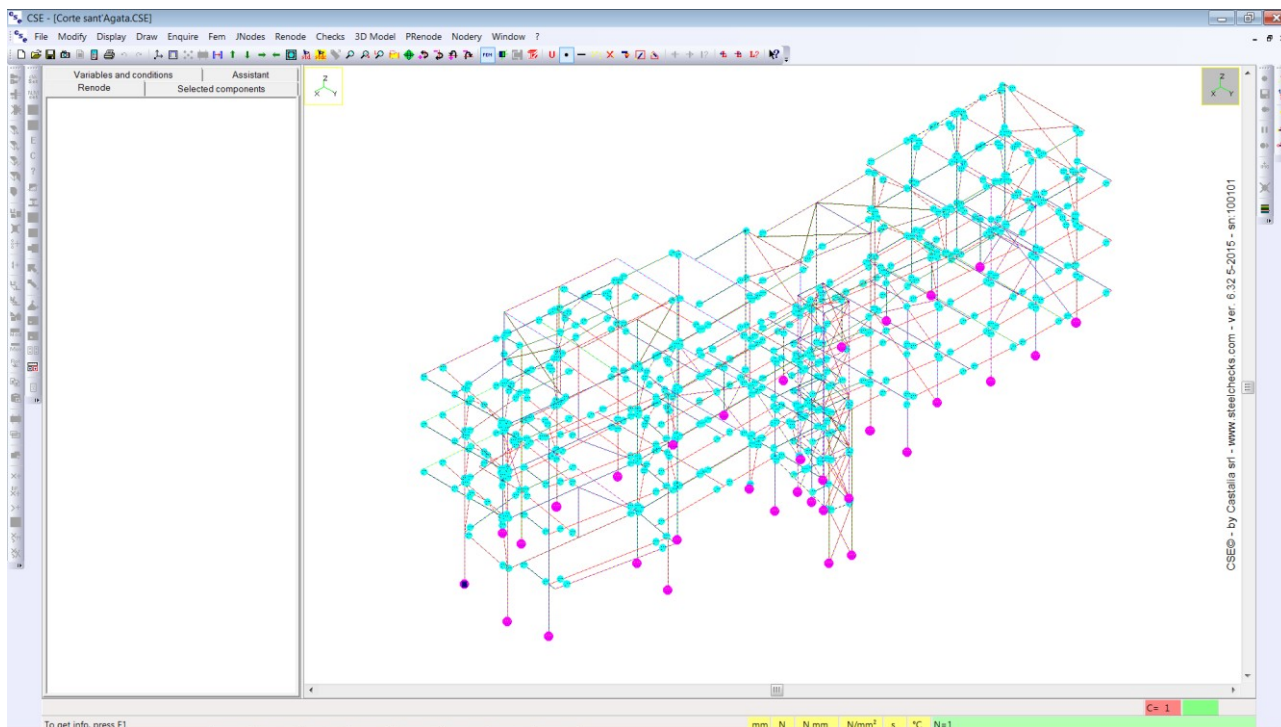 CSE - [Corte sant'Agata.CSE]
File Modify Display Draw Enquire Fem JNodes Renode Checks 3D Model PRenode Nodery Window ?
Variables and conditions Assistant
Renode Selected components
Z
X Y
Z
X Y
CSE© - by Castalia srl - www.steelchecks.com - ver: 6.32 5-2015 - sn:100101
C= 1
To get info, press F1
mm N N mm N/mm² s °C N=1